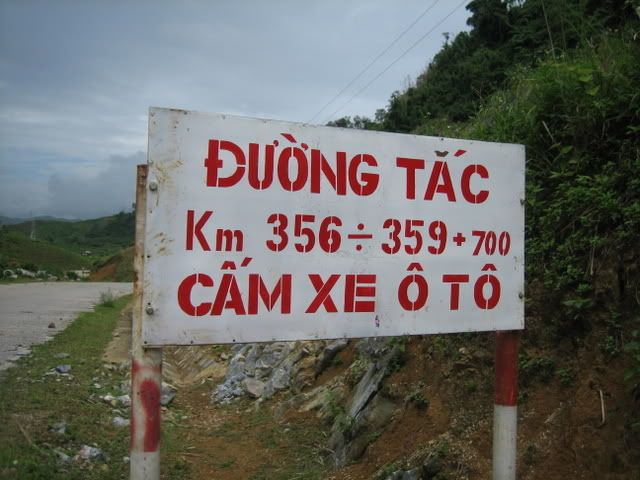 ĐƯỜNG TẮC
Km 356 ÷ 359 + 700
CẤM XE Ô TÔ